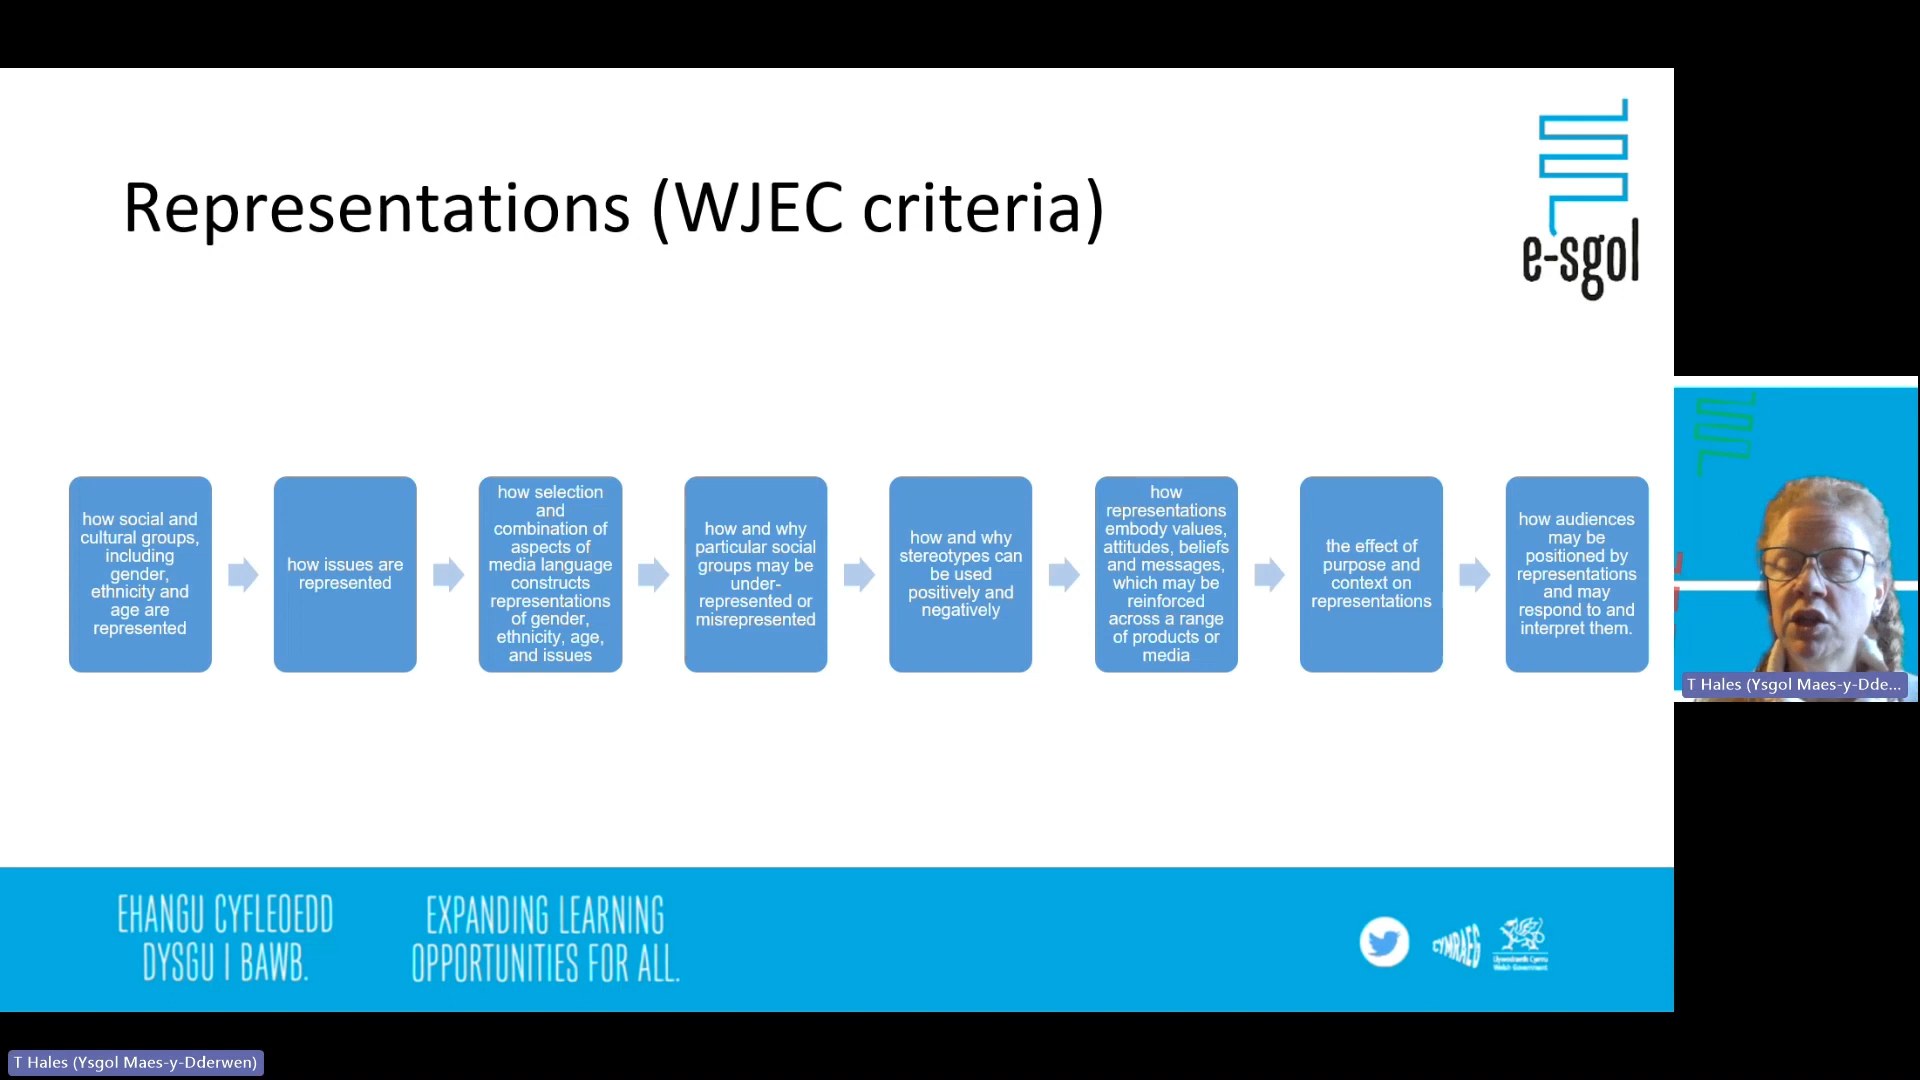 Representations (WJEC criteria)
e-sgol
how social and
cultural groups,
including
gender,
ethnicity and
age are
represented
how issues are
represented
how selection
and
combination of
aspects of
media language
constructs
representations
of gender,
ethnicity, age,
and issues
how and why
particular social
groups may be
under-
represented or
misrepresented
how and why
stereotypes can
be used
positively and
negatively
how
representations
embody values,
attitudes, beliefs
and messages,
which may be
reinforced
across a range
of products or
media
the effect of
purpose and
context on
representations
how audiences
may be
positioned by
representations
and may
respond to and
interpret them.
T Hales (Ysgol Maes-y-Dde...
EHANGU CYFLEOEDD
DYSGU I BAWB.
EXPANDING LEARNING
OPPORTUNITIES FOR ALL.
CYMRAEG
Llywodraeth Cymru
Welsh Government
T Hales (Ysgol Maes-y-Dderwen)